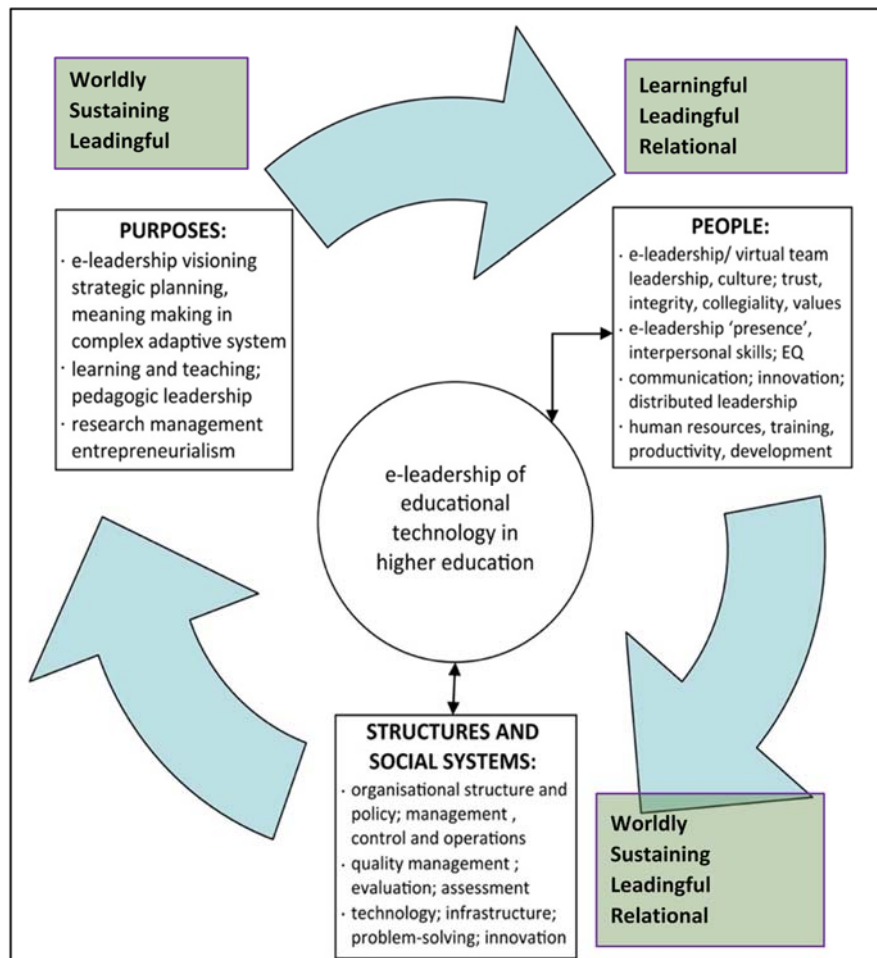 Worldly
Sustaining
Leadingful
Learningful
Leadingful
Relational
PURPOSES:
· e-leadership visioning
strategic planning,
meaning making in
complex adaptive system
· learning and teaching;
pedagogic leadership
· research management
entrepreneurialism
PEOPLE:
· e-leadership/ virtual team
leadership, culture; trust,
integrity, collegiality, values
· e-leadership ‘presence’,
interpersonal skills; EQ
· communication; innovation;
distributed leadership
· human resources, training,
productivity, development
e-leadership of
educational
technology in
higher education
STRUCTURES AND
SOCIAL SYSTEMS:
· organisational structure and
policy; management ,
control and operations
· quality management ;
evaluation; assessment
· technology; infrastructure;
problem-solving; innovation
Worldly
Sustaining
Leadingful
Relational